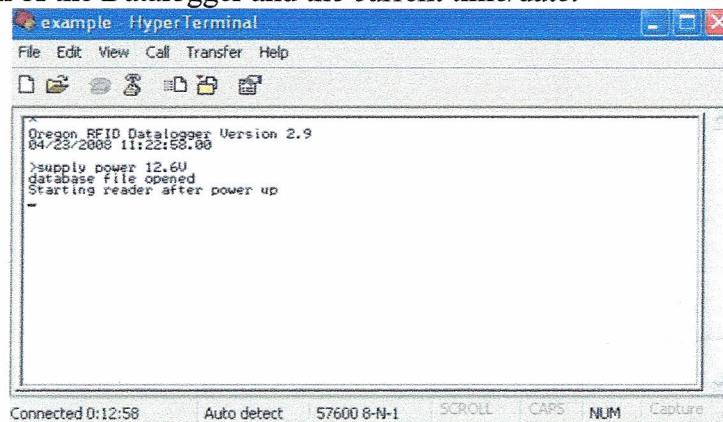 of the Datalogger and the current time/date.
example - HyperTerminal
File Edit View Call Transfer Help
Oregon RFID Datalogger Version 2.9
04/23/2008 11:22:58.00
>supply power 12.6V
database file opened
Starting reader after power up
Connected 0:12:58 Auto detect 57600 8-N-1 SCROLL CAPS NUM Capture